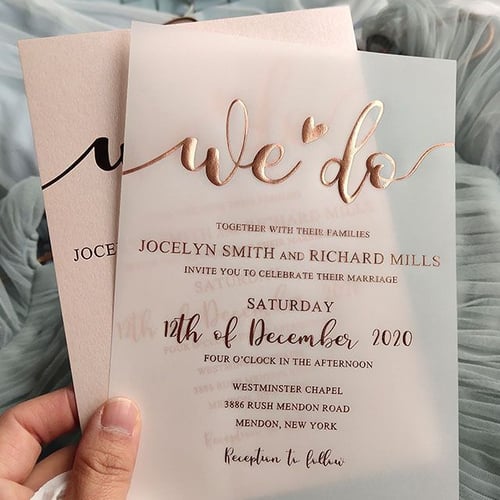 we do
TOGETHER WITH THEIR FAMILIES
JOCELYN SMITH AND RICHARD MILLS
INVITE YOU TO CELEBRATE THEIR MARRIAGE
SATURDAY
12th of December 2020
FOUR O'CLOCK IN THE AFTERNOON
WESTMINSTER CHAPEL
3886 RUSH MENDON ROAD
MENDON, NEW YORK
Reception to follow